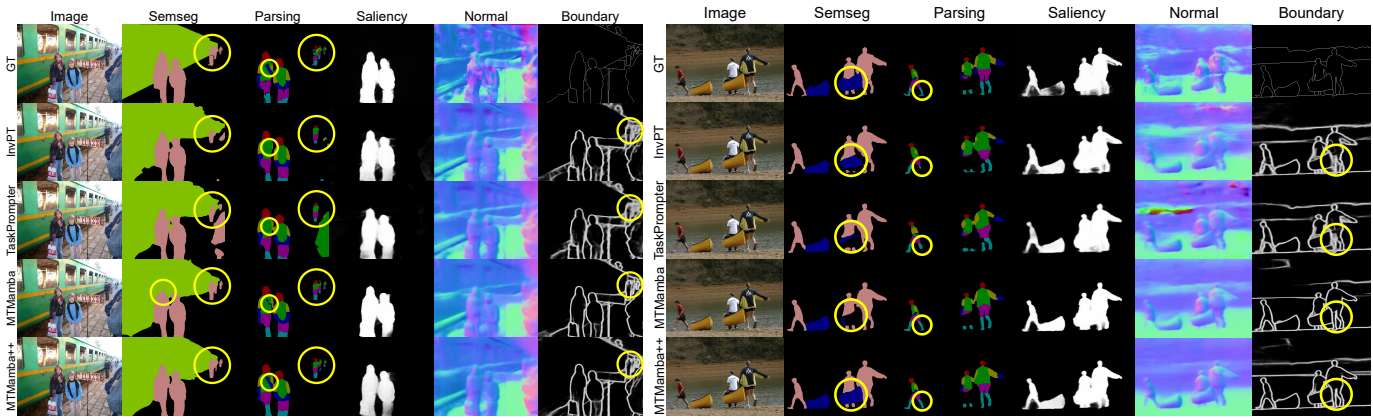 Image Semseg Parsing Saliency Normal Boundary
GT
InvPT
TaskPrompter
MTMamba
MTMamba++
Image Semseg Parsing Saliency Normal Boundary
GT
InvPT
TaskPrompter
MTMamba
MTMamba++